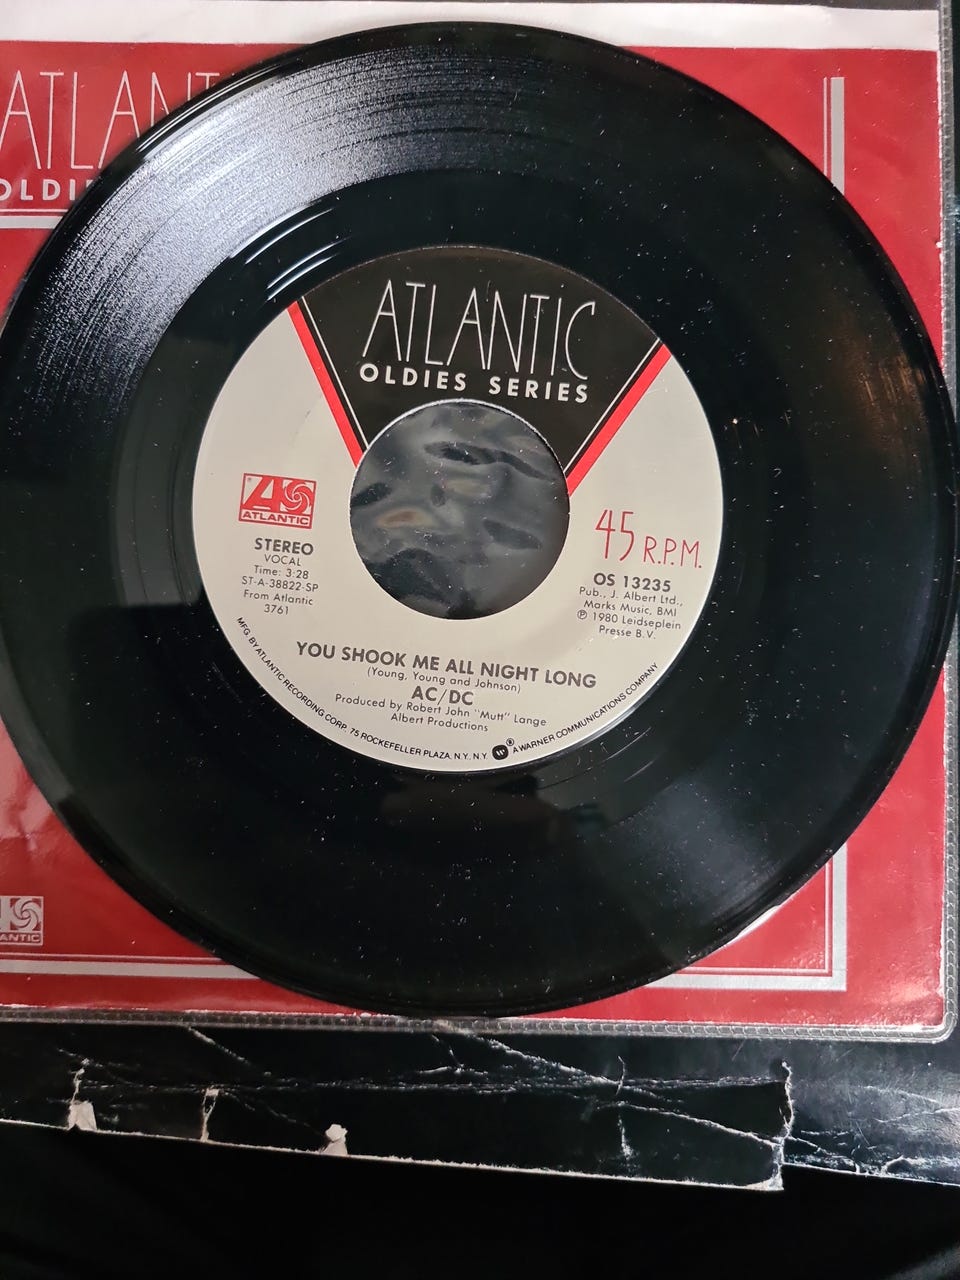 ATLANT
OLDI
ATLANTIC
OLDIES SERIES
ATLANTIC
STEREO
VOCAL
Time: 3:28
ST-A-38822-SP
From Atlantic
3761
45 R.P.M.
OS 13235
Pub., J. Albert Ltd.,
Marks Music, BMI
℗ 1980 Leidseplein
Presse B.V.
YOU SHOOK ME ALL NIGHT LONG
(Young, Young and Johnson)
AC/DC
Produced by Robert John "Mutt" Lange
Albert Productions
MFG. BY ATLANTIC RECORDING CORP. 75 ROCKEFELLER PLAZA, N.Y., N.Y. ® A WARNER COMMUNICATIONS COMPANY
ANTIC